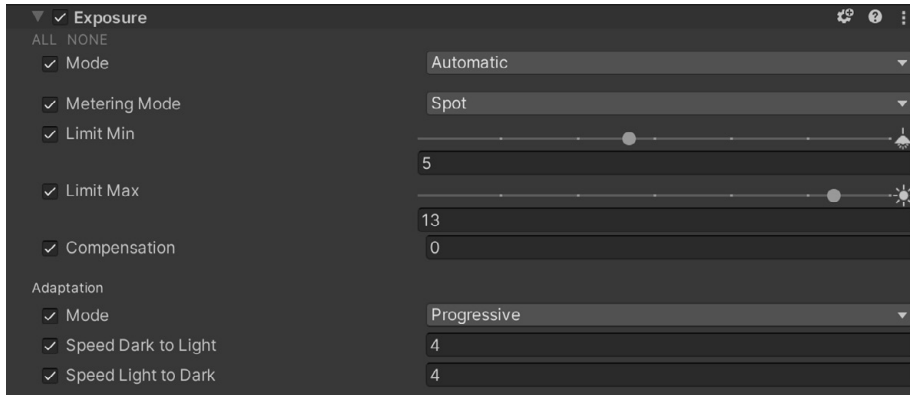 Exposure
ALL NONE
Mode Automatic
Metering Mode Spot
Limit Min
5
Limit Max
13
Compensation 0
Adaptation
Mode Progressive
Speed Dark to Light 4
Speed Light to Dark 4